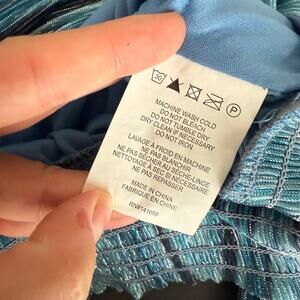 30
P
MACHINE WASH COLD
DO NOT BLEACH
DO NOT TUMBLE DRY
DRY CLEAN IF NECESSARY
DO NOT IRON
LAVAGE À FROID EN MACHINE
NE PAS BLANCHIR
NE PAS SÉCHER AU SÈCHE-LINGE
NETTOYAGE À SEC SI NÉCESSAIRE
NE PAS REPASSER
MADE IN CHINA
FABRIQUE EN CHINE